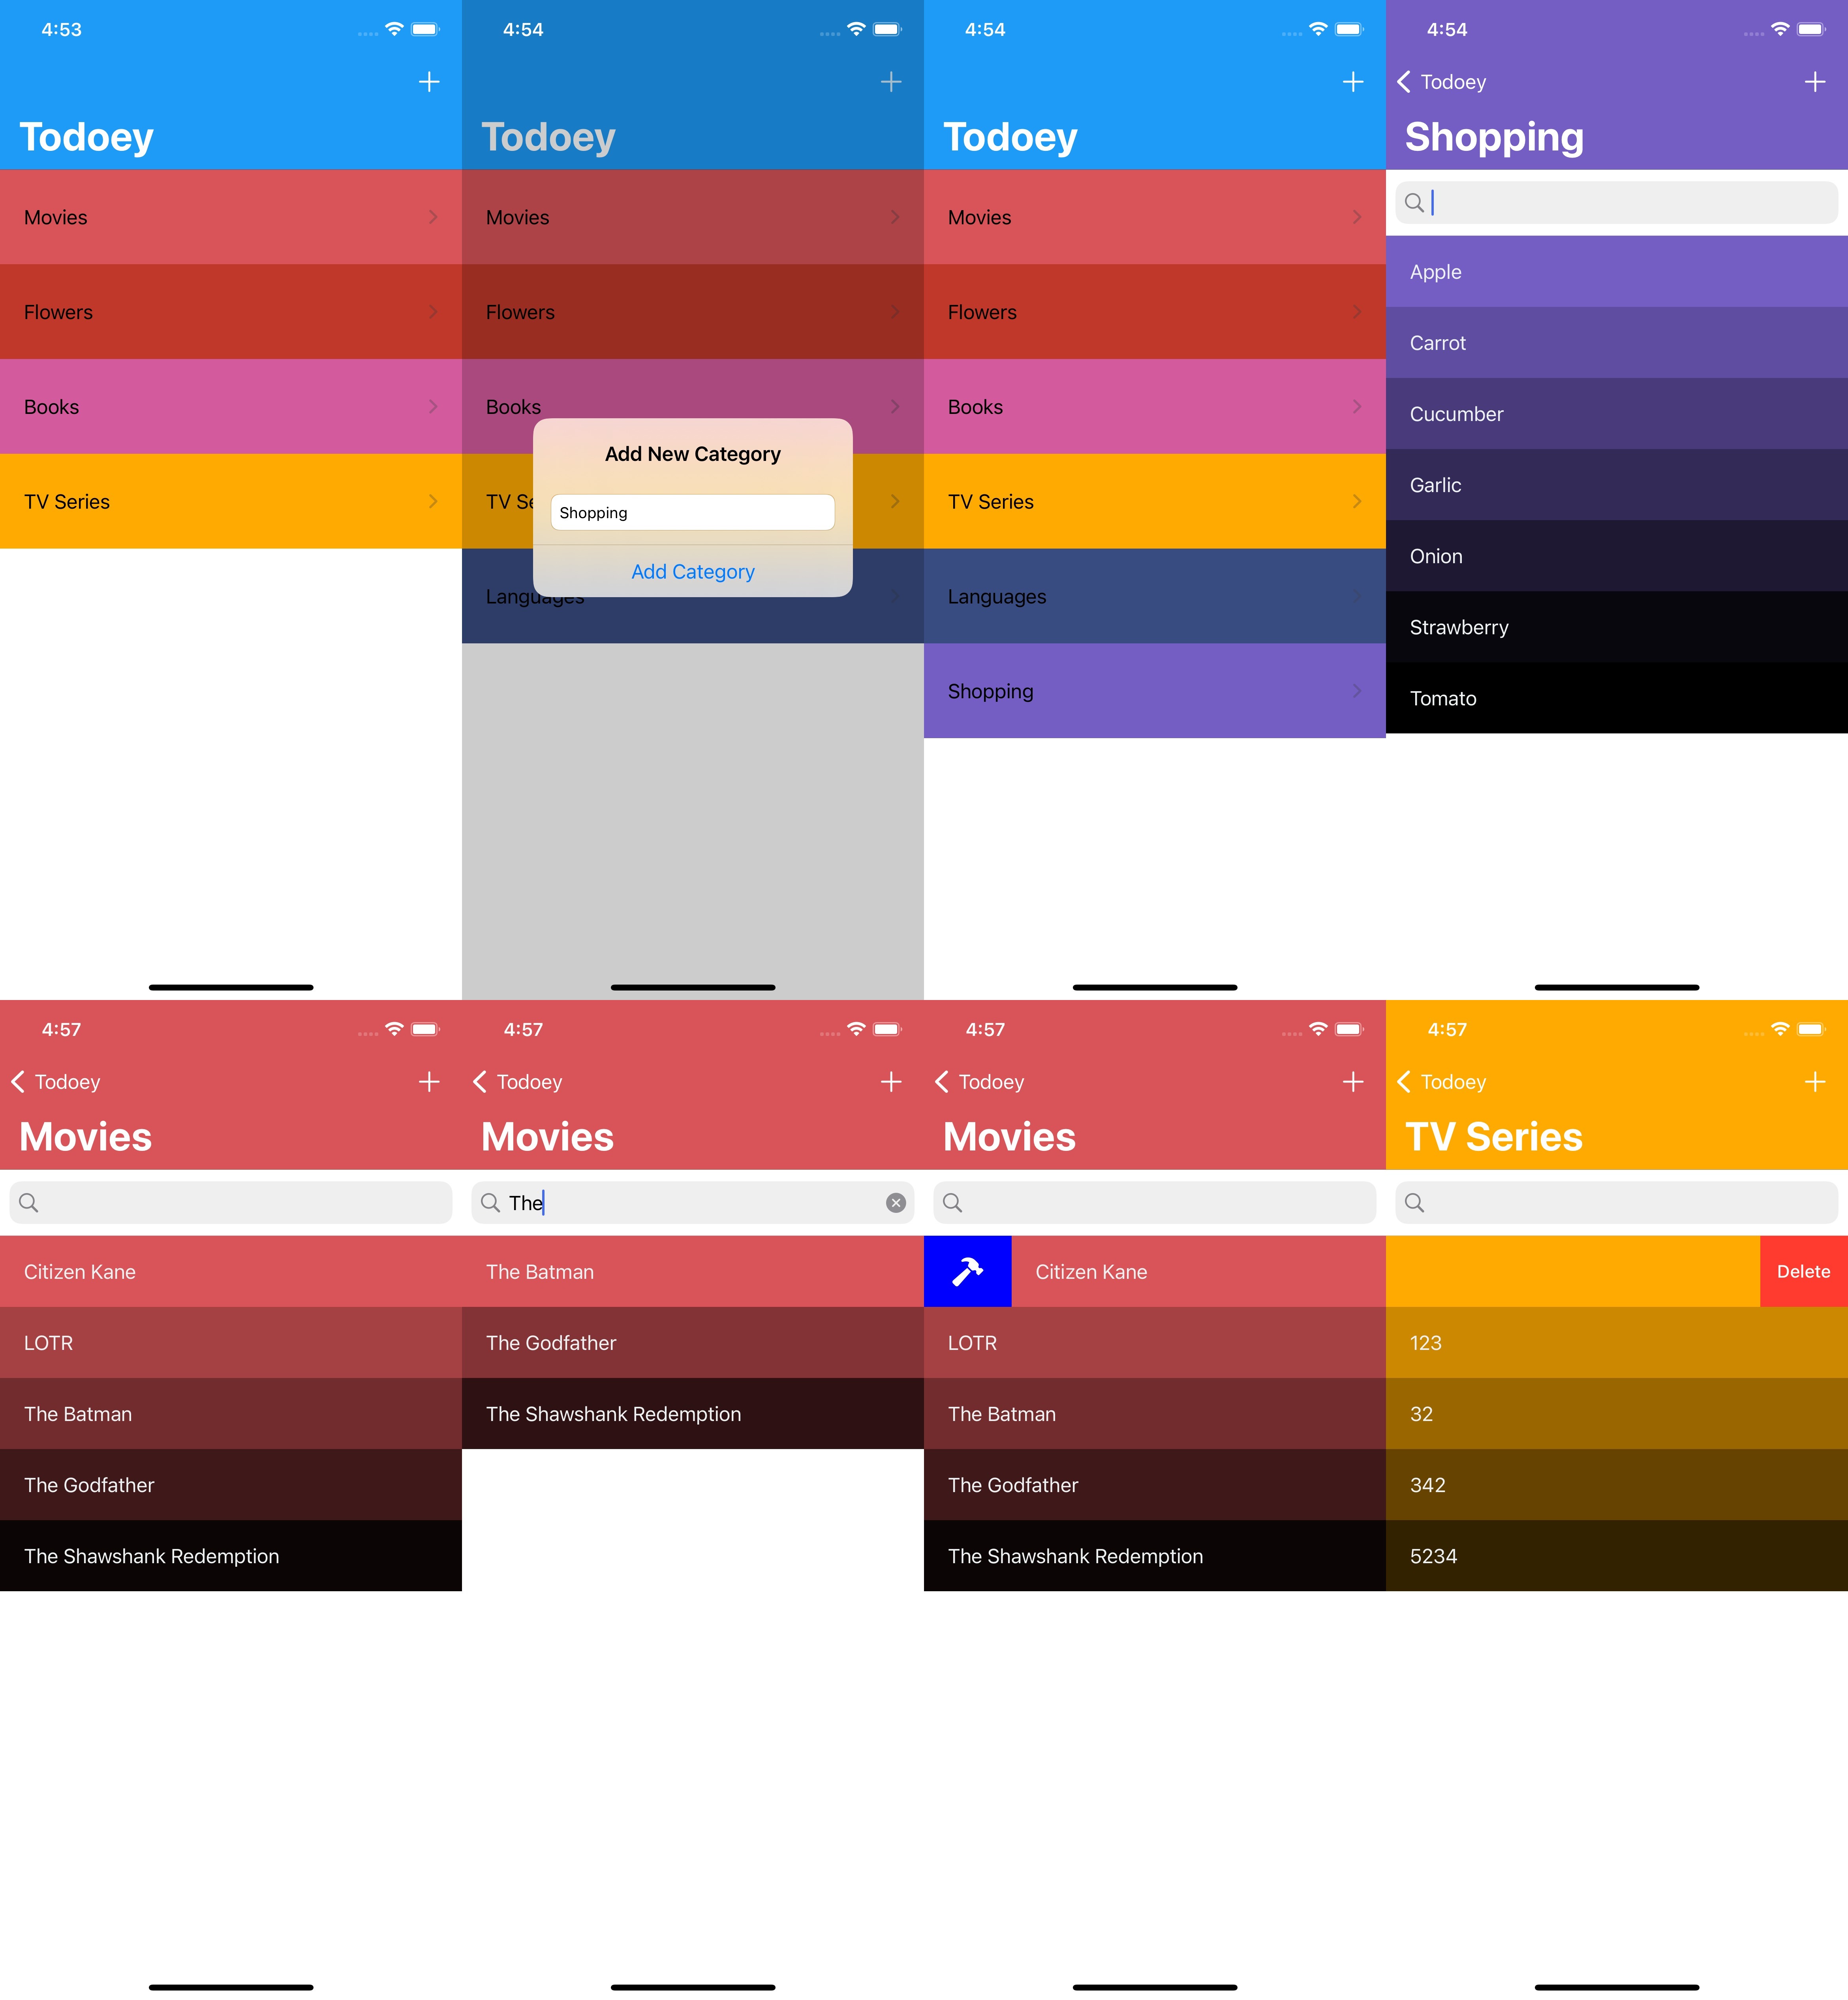 4:53
Todoey
Movies
Flowers
Books
TV Series
4:54
Todoey
Movies
Flowers
Books
TV Se
Add New Category
Shopping
Add Category
Languages
4:54
Todoey
Movies
Flowers
Books
TV Series
Languages
Shopping
4:54
Todoey
Shopping
Apple
Carrot
Cucumber
Garlic
Onion
Strawberry
Tomato
4:57
Todoey
Movies
Citizen Kane
LOTR
The Batman
The Godfather
The Shawshank Redemption
4:57
Todoey
Movies
The
The Batman
The Godfather
The Shawshank Redemption
4:57
Todoey
Movies
Citizen Kane
LOTR
The Batman
The Godfather
The Shawshank Redemption
4:57
Todoey
TV Series
Delete
123
32
342
5234